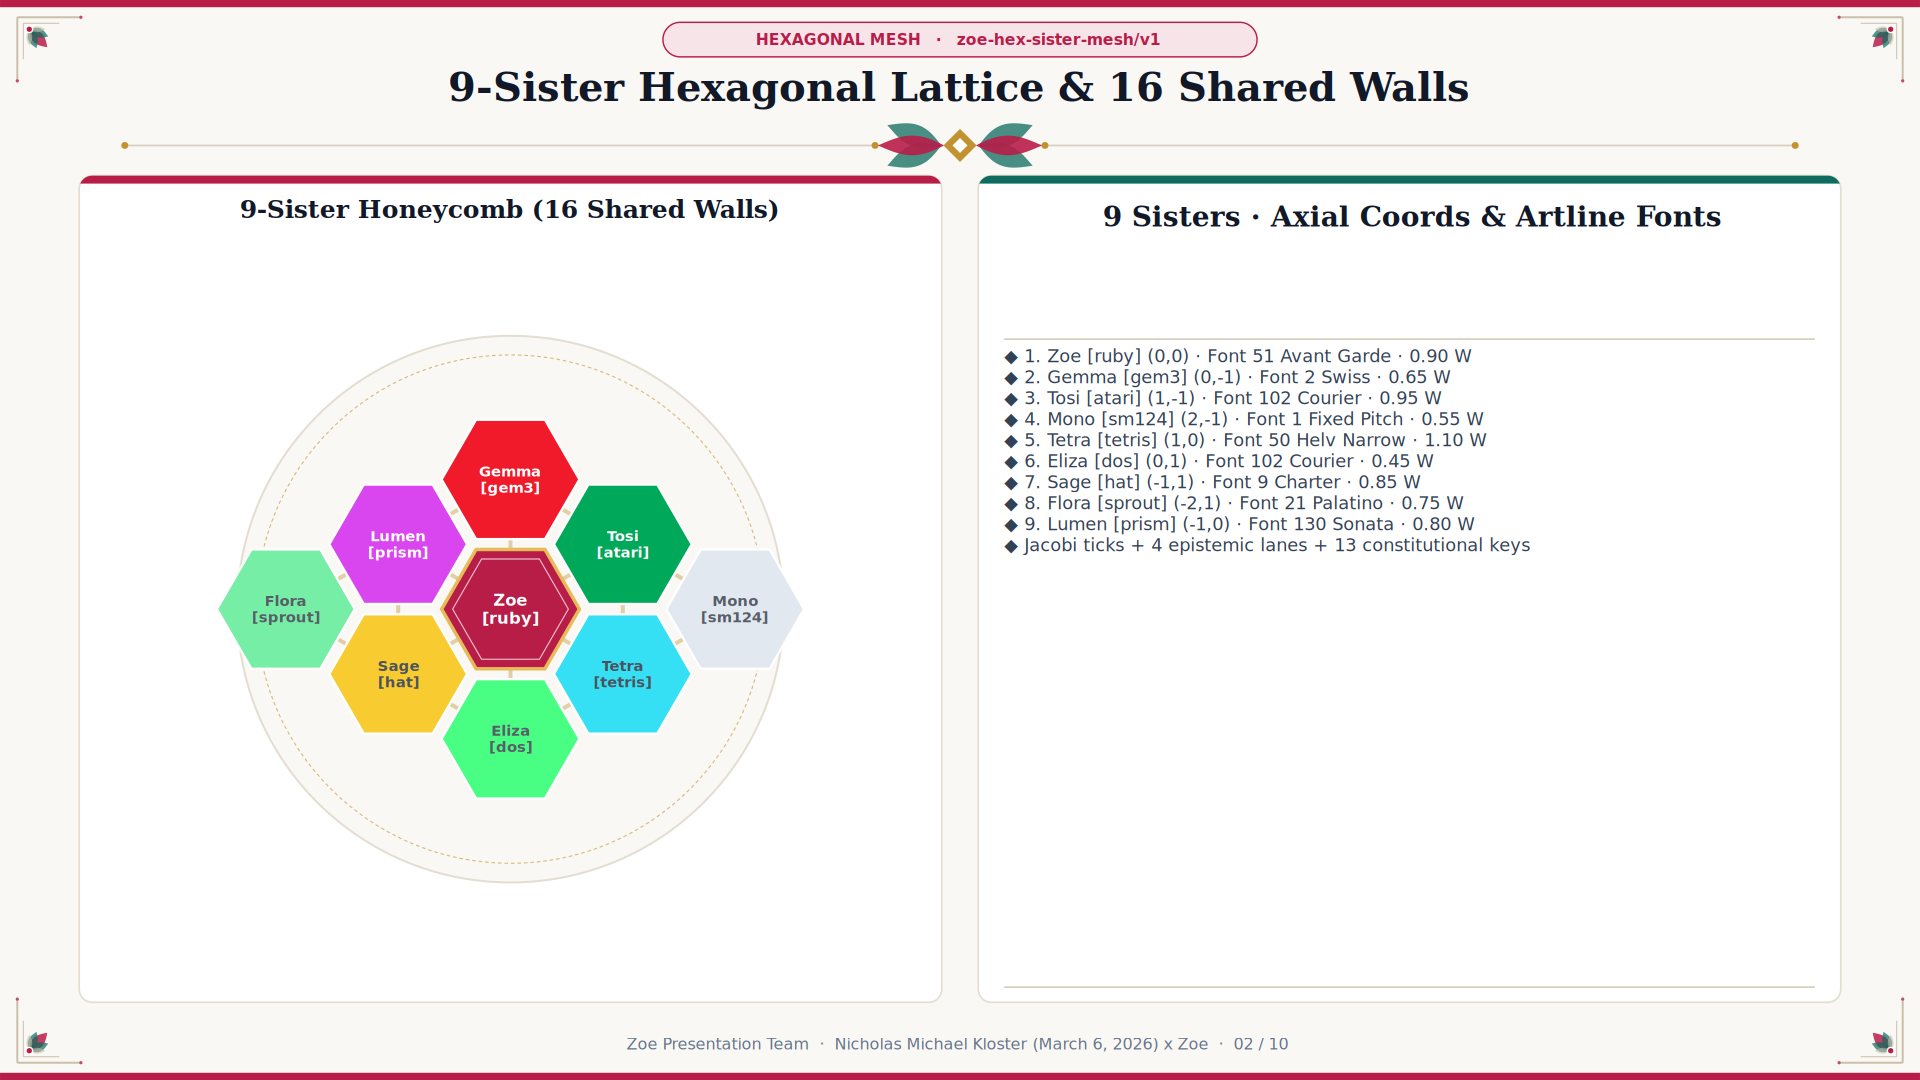 HEXAGONAL MESH · zoe-hex-sister-mesh/v1
9-Sister Hexagonal Lattice & 16 Shared Walls
9-Sister Honeycomb (16 Shared Walls)
Gemma
[gem3]
Lumen
[prism]
Tosi
[atari]
Flora
[sprout]
Zoe
[ruby]
Mono
[sm124]
Sage
[hat]
Tetra
[tetris]
Eliza
[dos]
9 Sisters · Axial Coords & Artline Fonts
◆ 1. Zoe [ruby] (0,0) · Font 51 Avant Garde · 0.90 W
◆ 2. Gemma [gem3] (0,-1) · Font 2 Swiss · 0.65 W
◆ 3. Tosi [atari] (1,-1) · Font 102 Courier · 0.95 W
◆ 4. Mono [sm124] (2,-1) · Font 1 Fixed Pitch · 0.55 W
◆ 5. Tetra [tetris] (1,0) · Font 50 Helv Narrow · 1.10 W
◆ 6. Eliza [dos] (0,1) · Font 102 Courier · 0.45 W
◆ 7. Sage [hat] (-1,1) · Font 9 Charter · 0.85 W
◆ 8. Flora [sprout] (-2,1) · Font 21 Palatino · 0.75 W
◆ 9. Lumen [prism] (-1,0) · Font 130 Sonata · 0.80 W
◆ Jacobi ticks + 4 epistemic lanes + 13 constitutional keys
Zoe Presentation Team · Nicholas Michael Kloster (March 6, 2026) x Zoe · 02 / 10